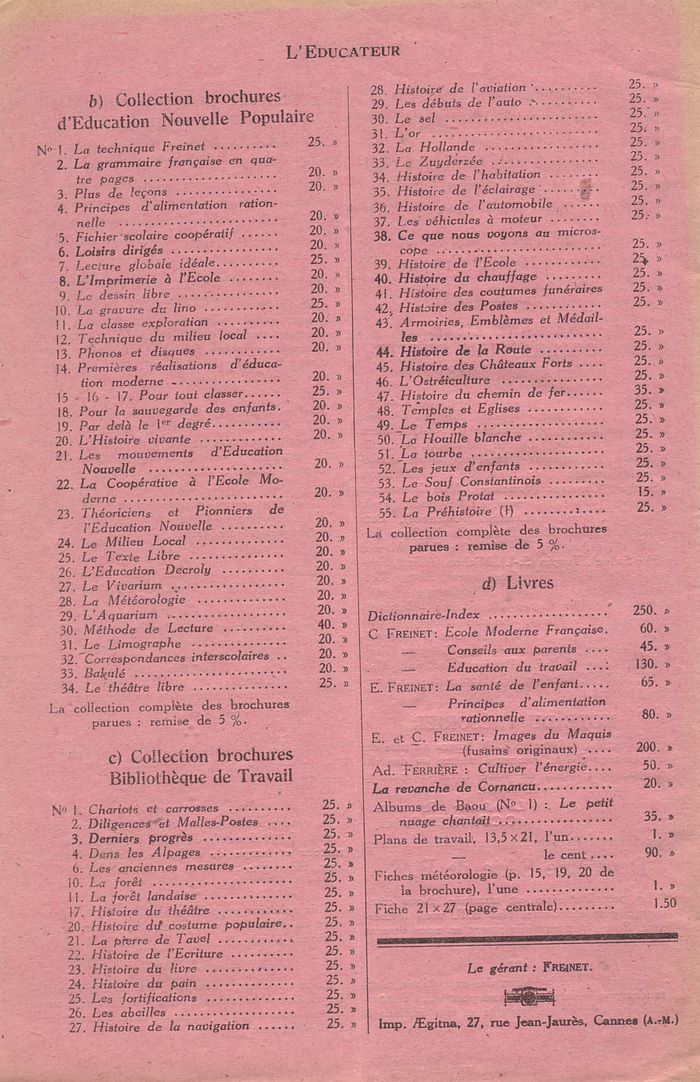 L'EDUCATEUR
b) Collection brochures
d'Education Nouvelle Populaire
No 1. La technique Freinet .......... 25. »
2. La grammaire française en qua-
tre pages ................ 20. »
3. Plus de leçons ................ 20. »
4. Principes d'alimentation ration-
nelle .................... 20. »
5. Fichier scolaire coopératif ...... 20. »
6. Loisirs dirigés ................ 20. »
7. Lecture globale idéale.......... 25. »
8. L'Imprimerie à l'Ecole ........ 20. »
9. Le dessin libre ................ 20. »
10. La gravure du lino ............ 25. »
11. La classe exploration .......... 20. »
12. Technique du milieu local .... 20. »
13. Phonos et disques ............ 20. »
14. Premières réalisations d'éduca-
tion moderne ................ 20. »
15 - 16 - 17. Pour tout classer...... 25. »
18. Pour la sauvegarde des enfants. 20. »
19. Par delà le 1er degré.......... 20. »
20. L'Histoire vivante ............ 20. »
21. Les mouvements d'Education
Nouvelle .................... 20. »
22. La Coopérative à l'Ecole Mo-
derne ...................... 20. »
23. Théoriciens et Pionniers de
l'Education Nouvelle ........ 20. »
24. Le Milieu Local .............. 20. »
25. Le Texte Libre .............. 20. »
26. L'Education Decroly .......... 20. »
27. Le Vivarium ................ 20. »
28. La Météorologie ............ 20. »
29. L'Aquarium ................ 20. »
30. Méthode de Lecture .......... 40. »
31. Le Limographe .............. 20. »
32. Correspondances interscolaires .. 20. »
33. Bakulé ...................... 20. »
34. Le théâtre libre .............. 25. »
La collection complète des brochures
parues : remise de 5 %.
c) Collection brochures
Bibliothèque de Travail
No 1. Chariots et carrosses .......... 25. »
2. Diligences et Malles-Postes .... 25. »
3. Derniers progrès .............. 25. »
4. Dans les Alpages .............. 25. »
6. Les anciennes mesures ........ 25. »
10. La forêt .................... 25. »
11. La forêt landaise ............ 25. »
17. Histoire du théâtre ............ 25. »
20. Histoire du costume populaire.. 25. »
21. La pierre de Tavel ............ 25. »
22. Histoire de l'Ecriture .......... 25. »
23. Histoire du livre .............. 25. »
24. Histoire du pain .............. 25. »
25. Les fortifications .............. 25. »
26. Les abeilles .................. 25. »
27. Histoire de la navigation ...... 25. »
28. Histoire de l'aviation .......... 25. »
29. Les débuts de l'auto .......... 25. »
30. Le sel ...................... 25. »
31. L'or ........................ 25. »
32. La Hollande ................ 25. »
33. Le Zuyderzée ................ 25. »
34. Histoire de l'habitation ........ 25. »
35. Histoire de l'éclairage ........ 25. »
36. Histoire de l'automobile ...... 25. »
37. Les véhicules à moteur ........ 25. »
38. Ce que nous voyons au micros-
cope ...................... 25. »
39. Histoire de l'Ecole ............ 25. »
40. Histoire du chauffage .......... 25. »
41. Histoire des coutumes funéraires 25. »
42. Histoire des Postes ............ 25. »
43. Armoiries, Emblèmes et Médail-
les ........................ 25. »
44. Histoire de la Route .......... 25. »
45. Histoire des Châteaux Forts .... 25. »
46. L'Ostréiculture .............. 25. »
47. Histoire du chemin de fer...... 35. »
48. Temples et Eglises ............ 25. »
49. Le Temps .................. 25. »
50. La Houille blanche ............ 25. »
51. La tourbe .................... 25. »
52. Les jeux d'enfants ............ 25. »
53. Le Souf Constantinois .......... 25. »
54. Le bois Protat ................ 15. »
55. La Préhistoire (I) ............ 25. »
La collection complète des brochures
parues : remise de 5 %.
d) Livres
Dictionnaire-Index .................. 250. »
C FREINET: Ecole Moderne Française. 60. »
— Conseils aux parents .... 45. »
— Education du travail .... 130. »
E. FREINET: La santé de l'enfant..... 65. »
— Principes d'alimentation
rationnelle ............ 80. »
E. et C. FREINET: Images du Maquis
(fusains originaux) .... 200. »
Ad. FERRIÈRE : Cultiver l'énergie.... 50. »
La revanche de Cornancu............ 20. »
Albums de Baou (No 1) : Le petit
nuage chantait .................. 35. »
Plans de travail, 13,5×21, l'un....... 1. »
— le cent .... 90. »
Fiches météorologie (p. 15, 19, 20 de
la brochure), l'une .............. 1. »
Fiche 21×27 (page centrale)......... 1.50
Le gérant : FREINET.
Imp. Ægitna, 27, rue Jean-Jaurès, Cannes (A.-M.)